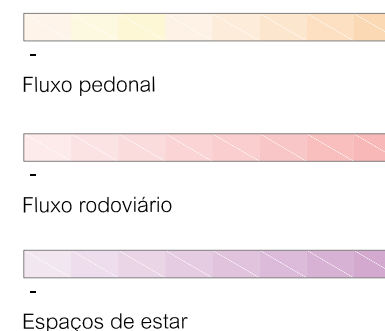 -
Fluxo pedonal
-
Fluxo rodoviário
-
Espaços de estar